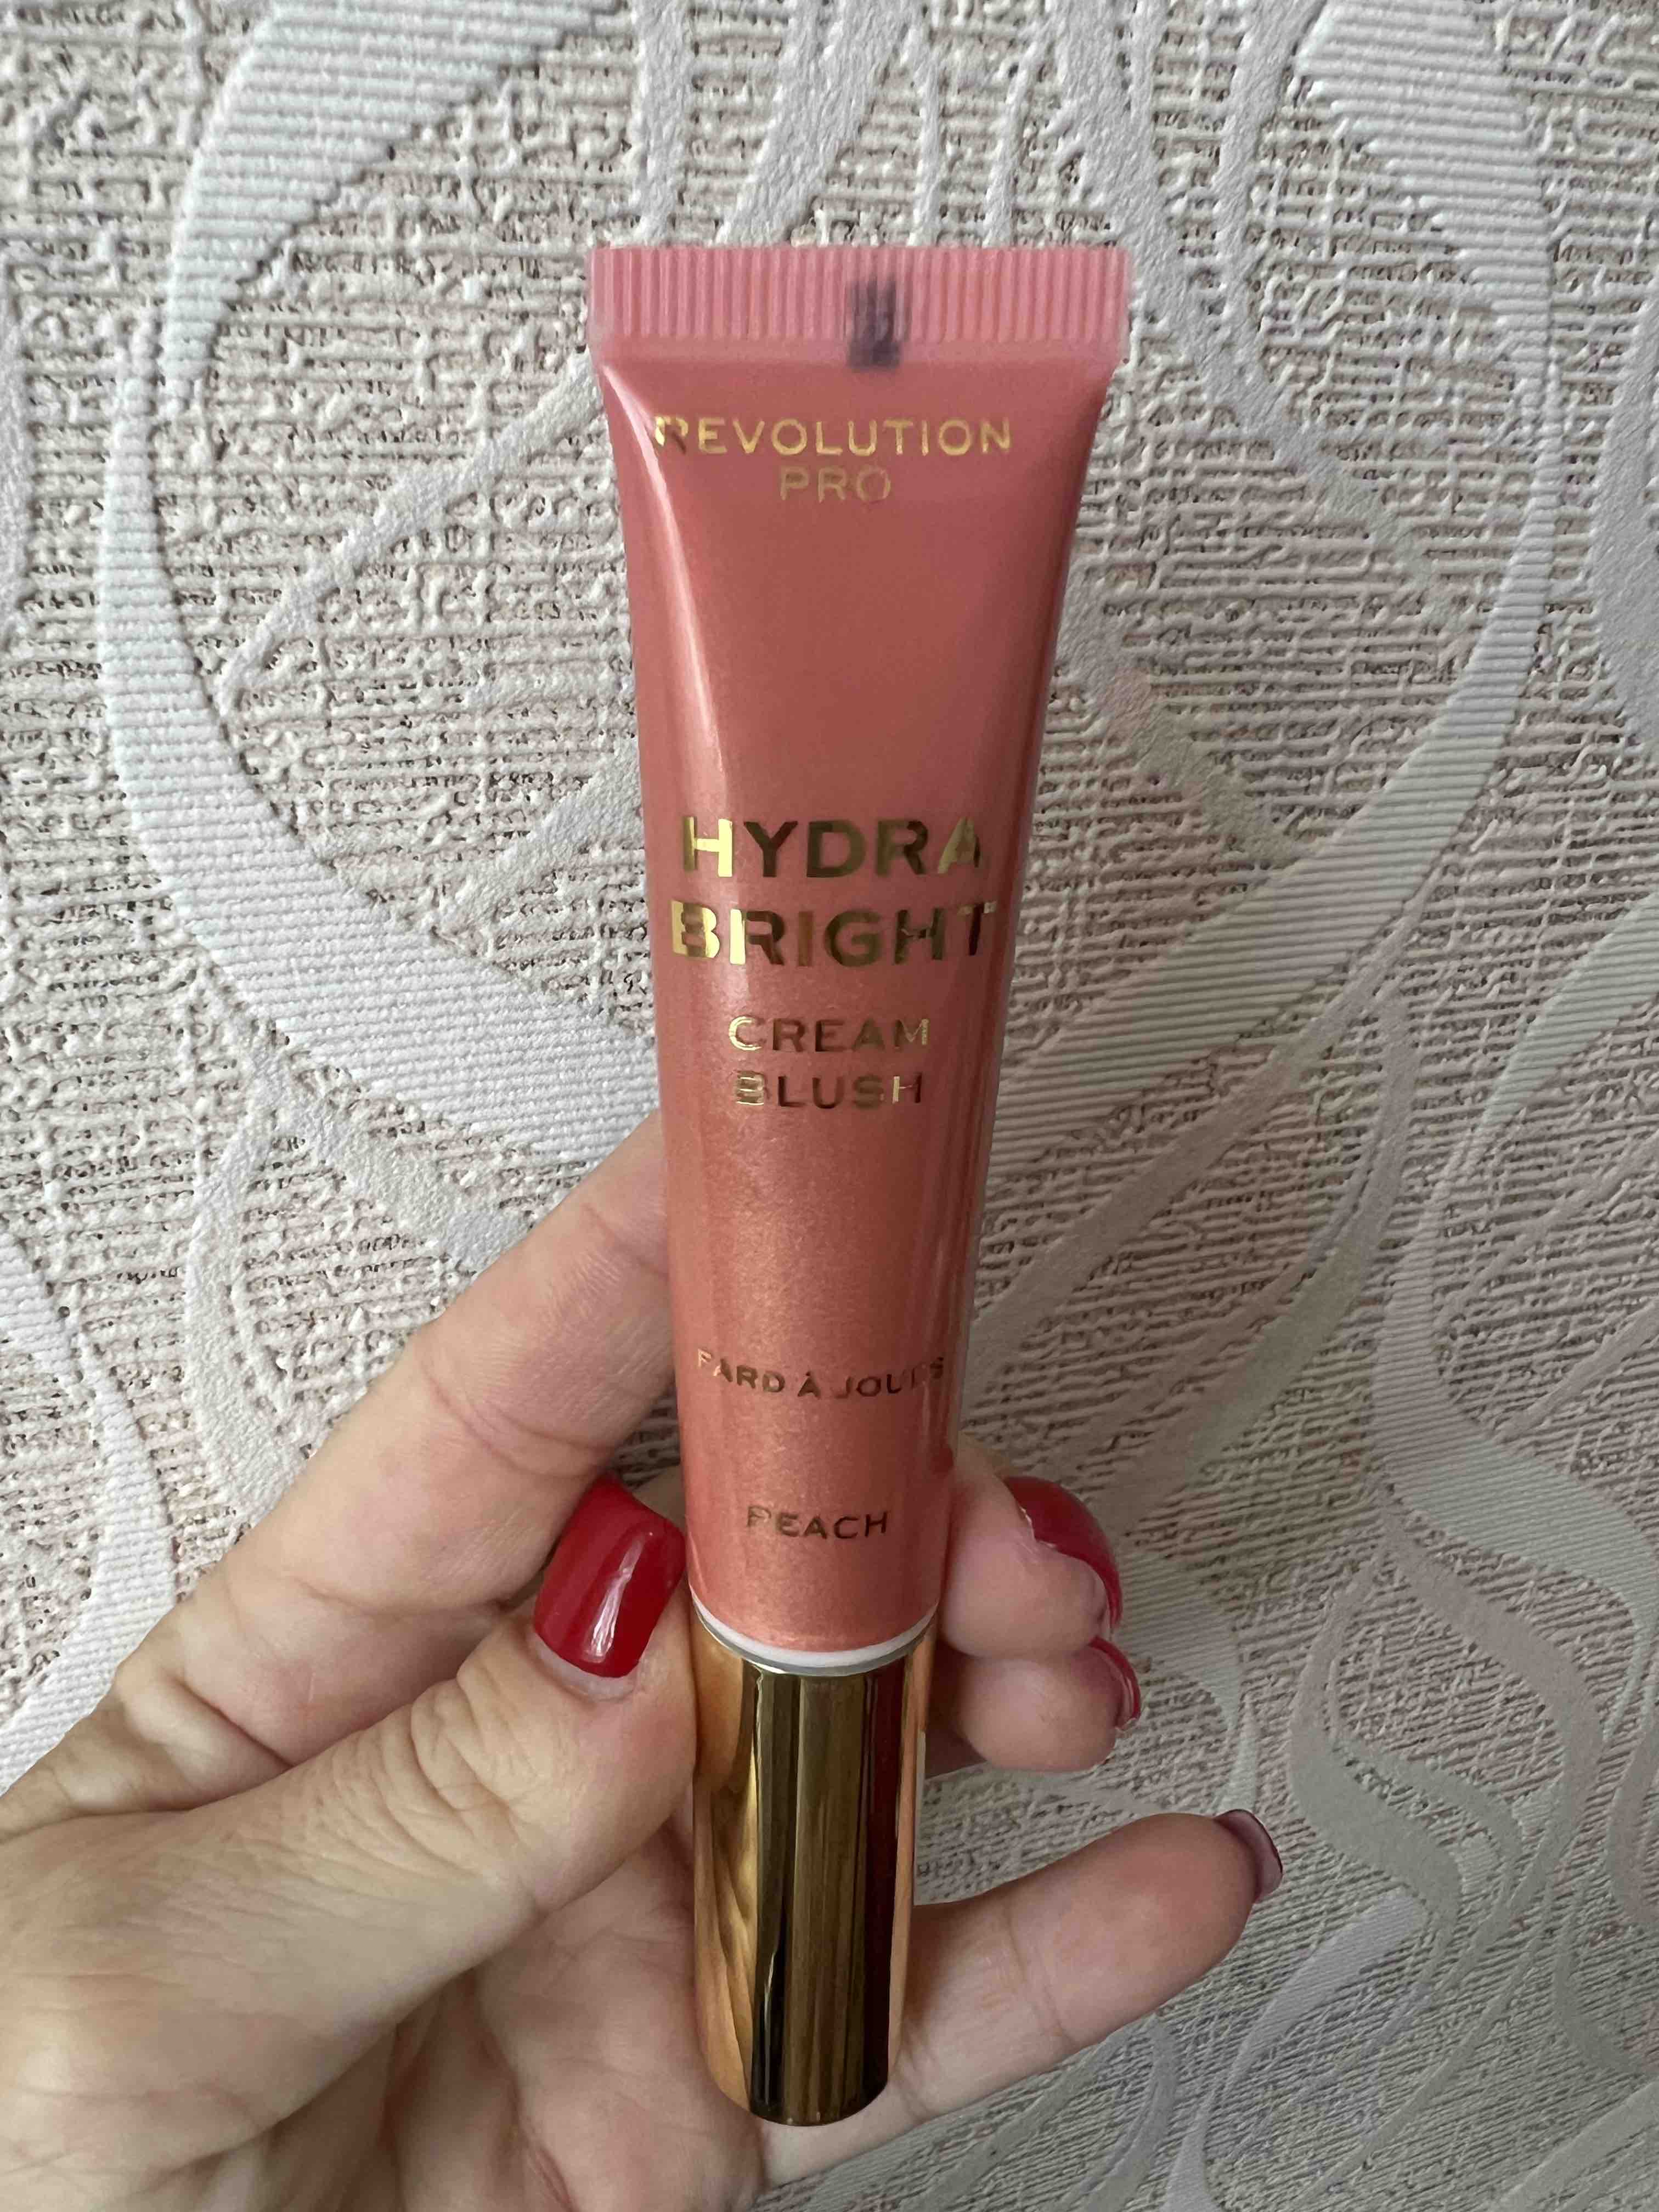 REVOLUTION
PRO
HYDRA
BRIGHT
CREAM
BLUSH
FARD À JOUES
PEACH